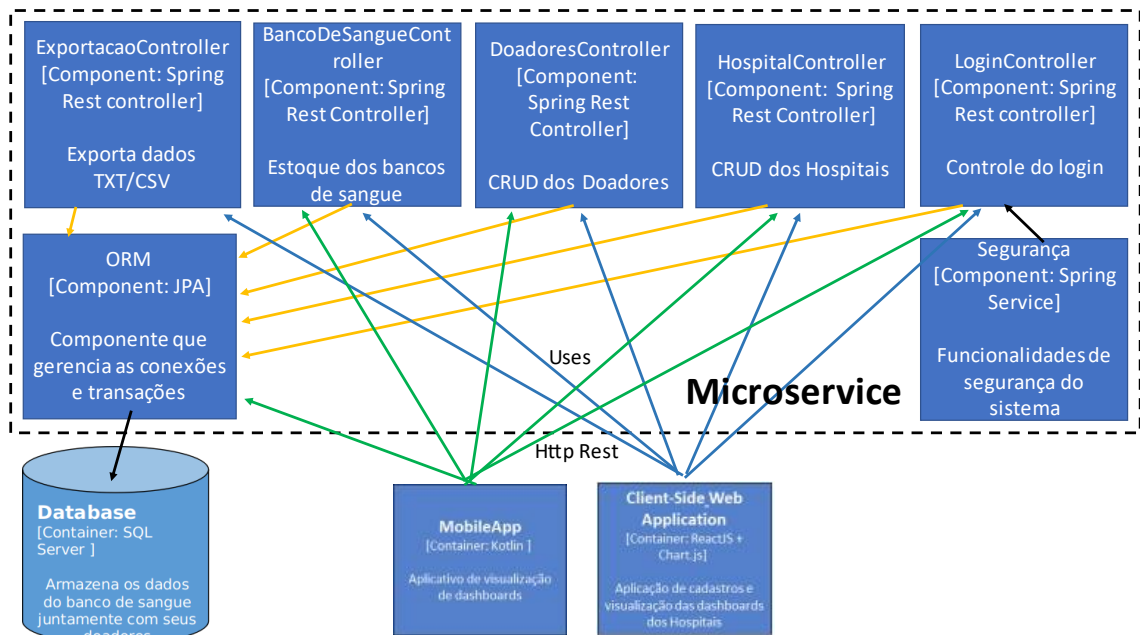 ExportacaoController
[Component: Spring
Rest controller]
Exporta dados
TXT/CSV
BancoDeSangueCont
roller
[Component: Spring
Rest Controller]
Estoque dos bancos
de sangue
DoadoresController
[Component:
Spring Rest
Controller]
CRUD dos Doadores
HospitalController
[Component: Spring
Rest Controller]
CRUD dos Hospitais
LoginController
[Component: Spring
Rest controller]
Controle do login
ORM
[Component: JPA]
Componente que
gerencia as conexões
e transações
Segurança
[Component: Spring
Service]
Funcionalidades de
segurança do
sistema
Uses
Microservice
Http Rest
Database
[Container: SQL
Server ]
Armazena os dados
do banco de sangue
juntamente com seus
doadores
MobileApp
[Container: Kotlin ]
Aplicativo de visualização
de dashboards
Client-Side_Web
Application
[Container: ReactJS +
Chart.js]
Aplicação de cadastros e
visualização das dashboards
dos Hospitais